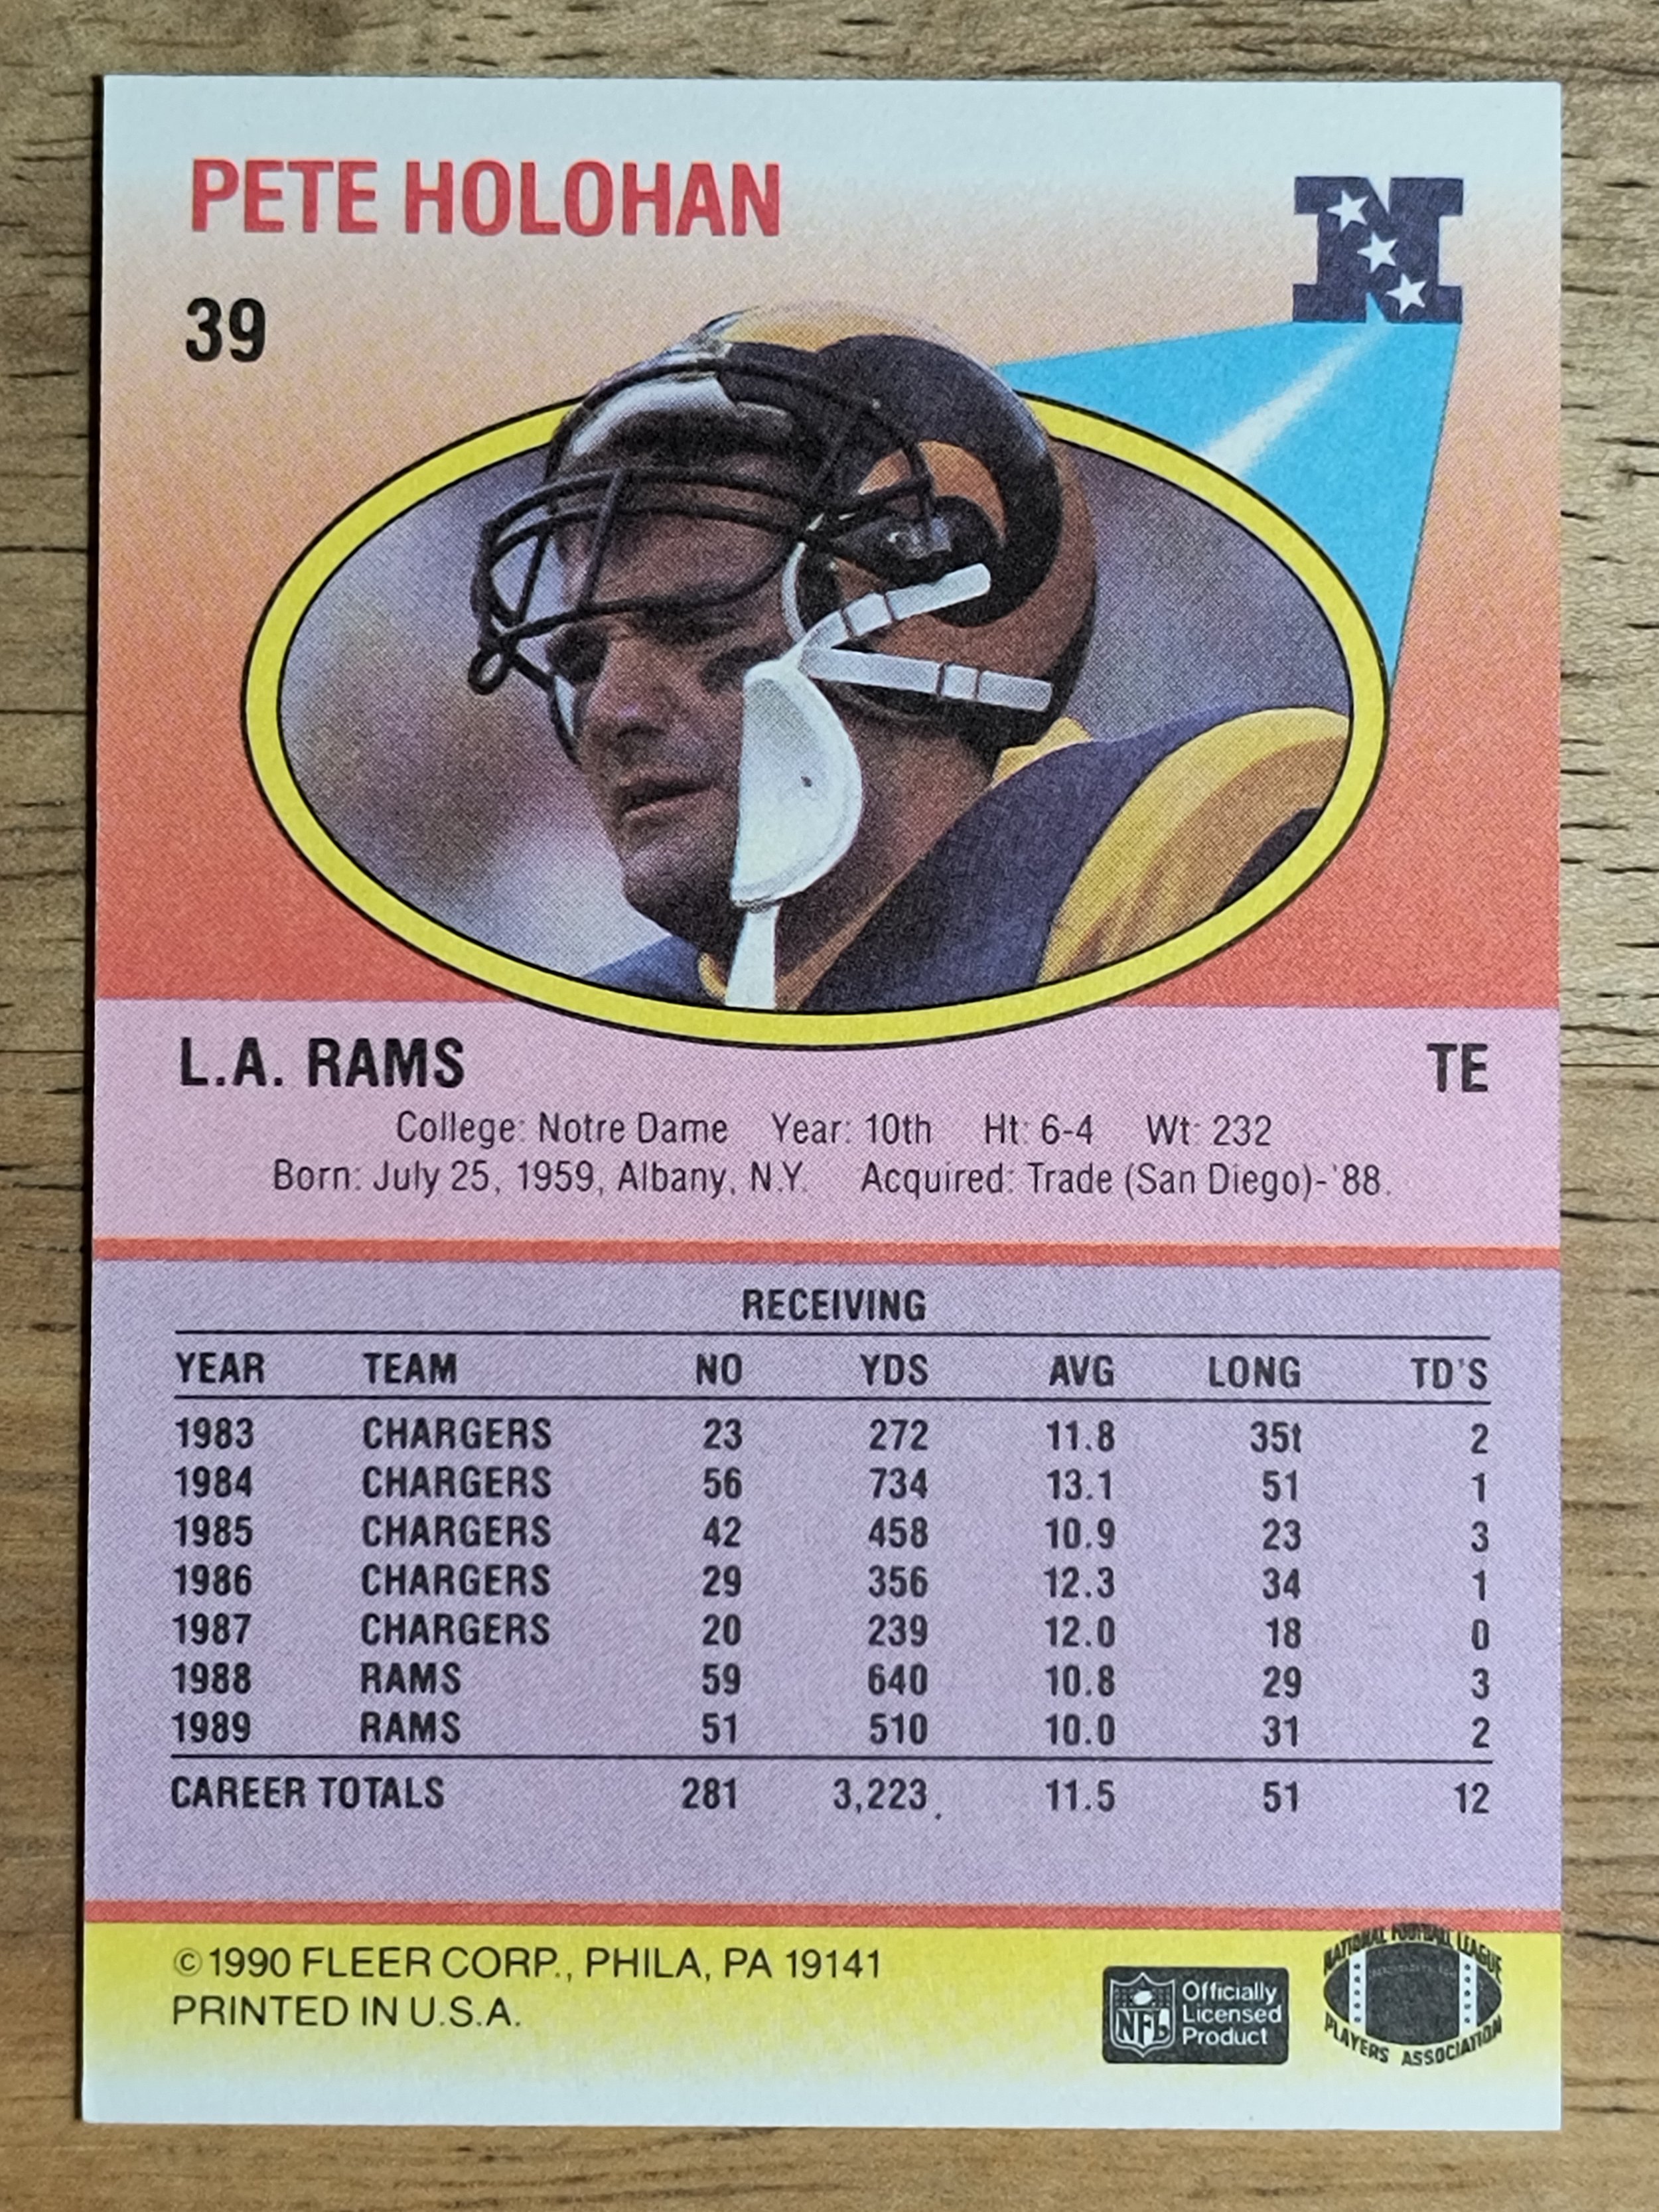 PETE HOLOHAN
N
39
L.A. RAMS TE
College: Notre Dame Year: 10th Ht: 6-4 Wt: 232
Born: July 25, 1959, Albany, N.Y. Acquired: Trade (San Diego)-'88.
RECEIVING
YEAR TEAM NO YDS AVG LONG TD'S
1983 CHARGERS 23 272 11.8 35t 2
1984 CHARGERS 56 734 13.1 51 1
1985 CHARGERS 42 458 10.9 23 3
1986 CHARGERS 29 356 12.3 34 1
1987 CHARGERS 20 239 12.0 18 0
1988 RAMS 59 640 10.8 29 3
1989 RAMS 51 510 10.0 31 2
CAREER TOTALS 281 3,223 11.5 51 12
©1990 FLEER CORP., PHILA, PA 19141
PRINTED IN U.S.A.
NFL
Officially
Licensed
Product
NATIONAL FOOTBALL LEAGUE
PLAYERS ASSOCIATION